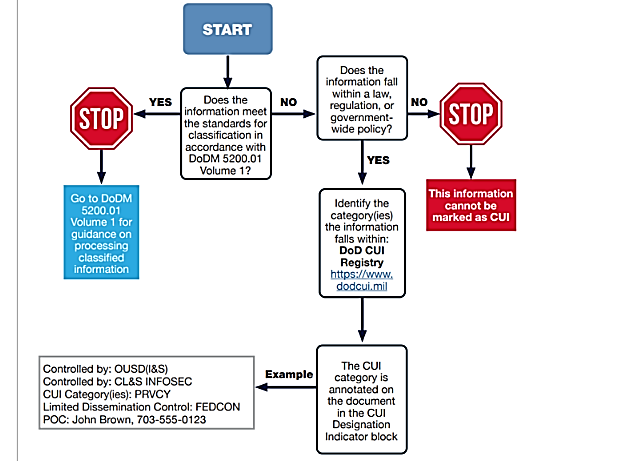 START
YES
Does the
information meet
the standards for
classification in
accordance with
DoDM 5200.01
Volume 1?
NO
Does the
information fall
within a law,
regulation, or
government-
wide policy?
NO
STOP
STOP
YES
Go to DoDM
5200.01
Volume 1 for
guidance on
processing
classified
information
This information
cannot be
marked as CUI
Identify the
category(ies)
the information
falls within:
DoD CUI
Registry
https://www.
dodcui.mil
Controlled by: OUSD(I&S)
Controlled by: CL&S INFOSEC
CUI Category(ies): PRVCY
Limited Dissemination Control: FEDCON
POC: John Brown, 703-555-0123
Example
The CUI
category is
annotated on
the document
in the CUI
Designation
Indicator block